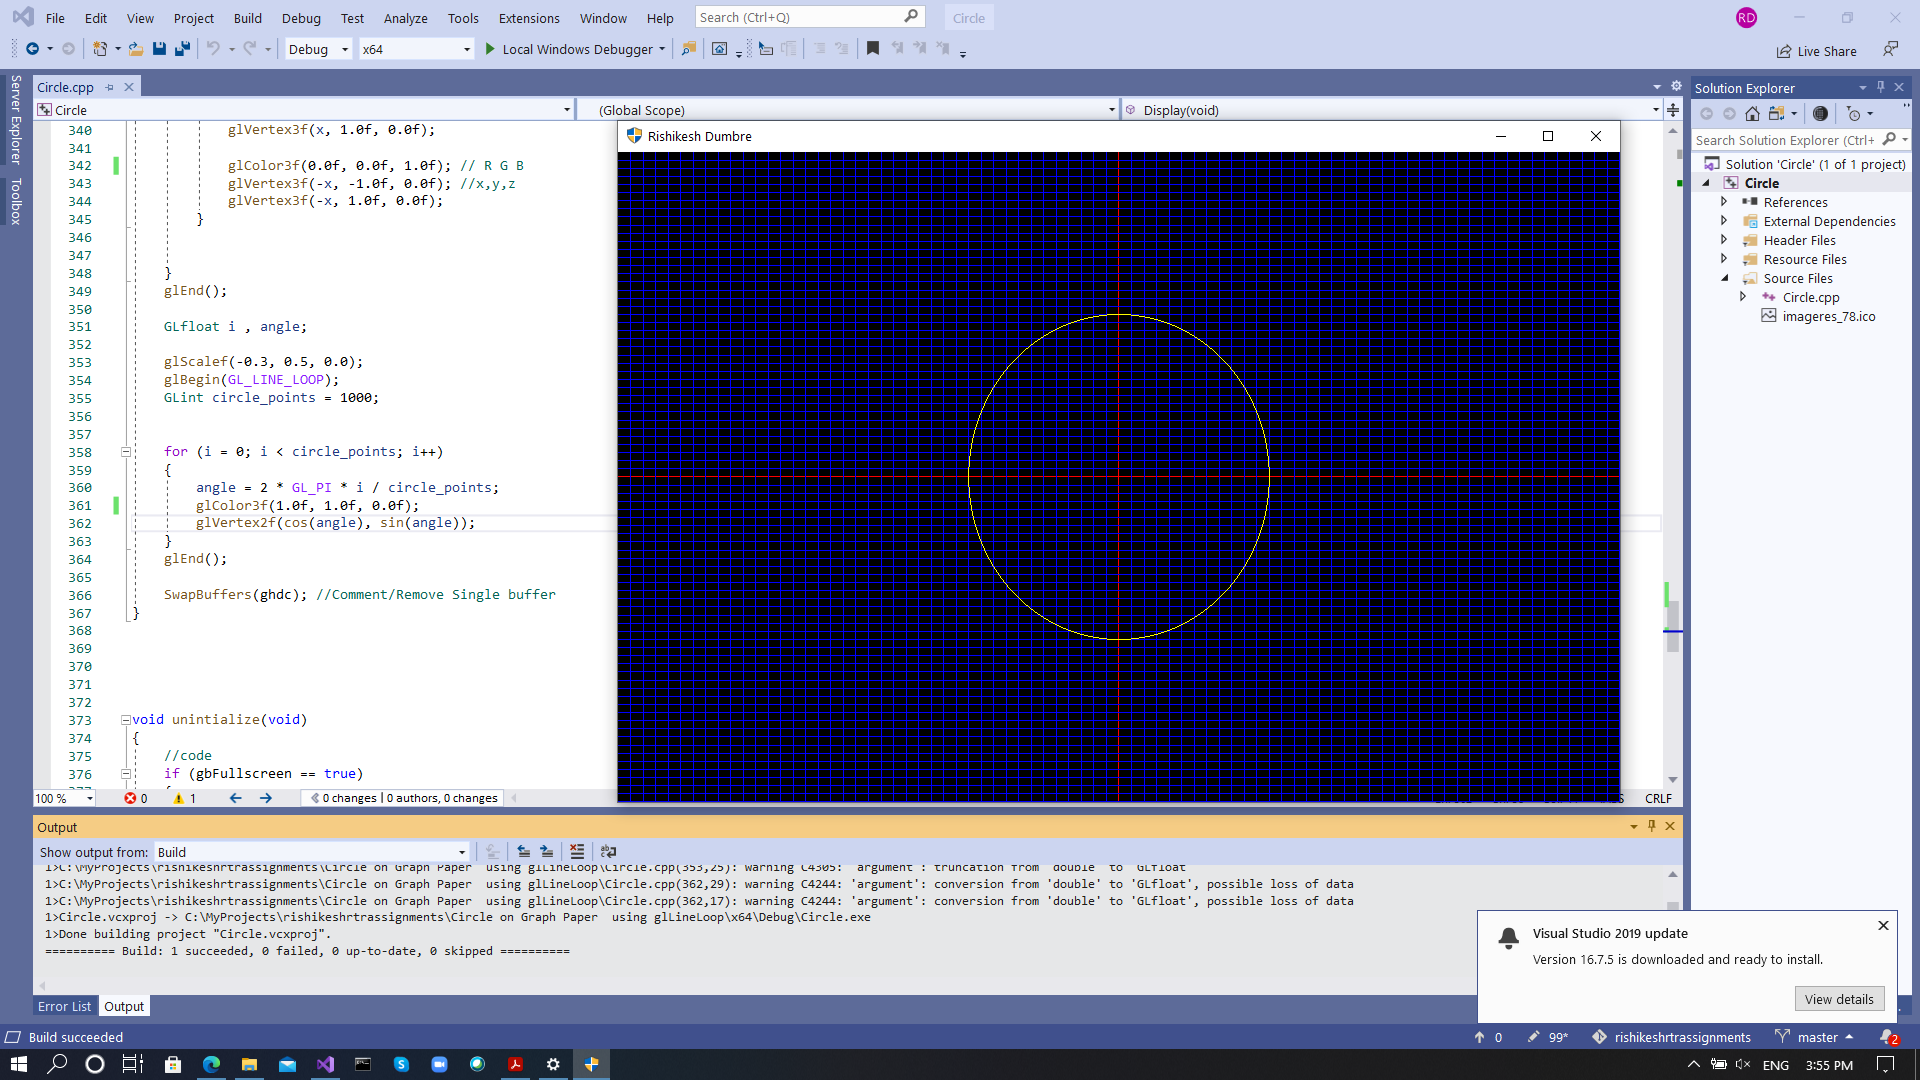 File Edit View Project Build Debug Test Analyze Tools Extensions Window Help Search (Ctrl+Q) Circle RD
Debug x64 Local Windows Debugger Live Share
Server Explorer
Toolbox
Circle.cpp
Circle (Global Scope) Display(void)
340 glVertex3f(x, 1.0f, 0.0f);
341
342 glColor3f(0.0f, 0.0f, 1.0f); // R G B
343 glVertex3f(-x, -1.0f, 0.0f); //x,y,z
344 glVertex3f(-x, 1.0f, 0.0f);
345 }
346
347
348 }
349 glEnd();
350
351 GLfloat i , angle;
352
353 glScalef(-0.3, 0.5, 0.0);
354 glBegin(GL_LINE_LOOP);
355 GLint circle_points = 1000;
356
357
358 for (i = 0; i < circle_points; i++)
359 {
360 angle = 2 * GL_PI * i / circle_points;
361 glColor3f(1.0f, 1.0f, 0.0f);
362 glVertex2f(cos(angle), sin(angle));
363 }
364 glEnd();
365
366 SwapBuffers(ghdc); //Comment/Remove Single buffer
367 }
368
369
370
371
372
373 void unintialize(void)
374 {
375 //code
376 if (gbFullscreen == true)
100 % 0 1 0 changes | 0 authors, 0 changes CRLF
Rishikesh Dumbre
Solution Explorer
Search Solution Explorer (Ctrl+
Solution 'Circle' (1 of 1 project)
Circle
References
External Dependencies
Header Files
Resource Files
Source Files
Circle.cpp
imageres_78.ico
Output
Show output from: Build
1>C:\MyProjects\rishikeshrtrassignments\Circle on Graph Paper using glLineLoop\Circle.cpp(353,25): warning C4305: 'argument': truncation from 'double' to 'GLfloat'
1>C:\MyProjects\rishikeshrtrassignments\Circle on Graph Paper using glLineLoop\Circle.cpp(362,29): warning C4244: 'argument': conversion from 'double' to 'GLfloat', possible loss of data
1>C:\MyProjects\rishikeshrtrassignments\Circle on Graph Paper using glLineLoop\Circle.cpp(362,17): warning C4244: 'argument': conversion from 'double' to 'GLfloat', possible loss of data
1>Circle.vcxproj -> C:\MyProjects\rishikeshrtrassignments\Circle on Graph Paper using glLineLoop\x64\Debug\Circle.exe
1>Done building project "Circle.vcxproj".
========== Build: 1 succeeded, 0 failed, 0 up-to-date, 0 skipped ==========
Error List Output
Visual Studio 2019 update
Version 16.7.5 is downloaded and ready to install.
View details
Build succeeded 0 99* rishikeshrtrassignments master 2
ENG 3:55 PM